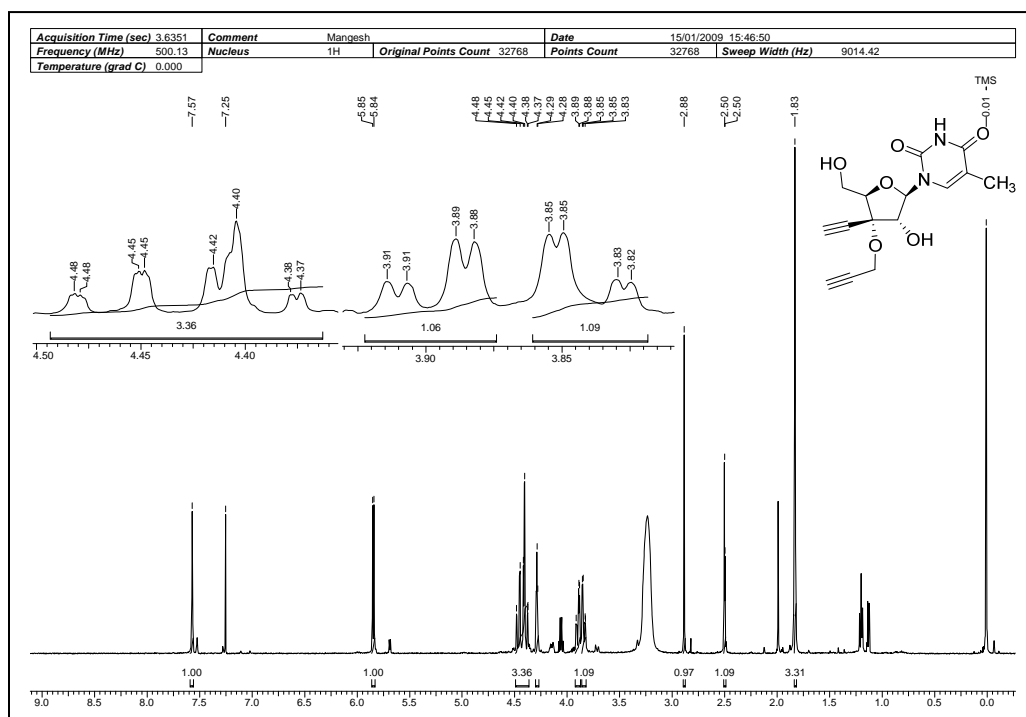 Acquisition Time (sec) 3.6351 Comment Mangesh Date 15/01/2009 15:46:50
Frequency (MHz) 500.13 Nucleus 1H Original Points Count 32768 Points Count 32768 Sweep Width (Hz) 9014.42
Temperature (grad C) 0.000
TMS
7.57 7.25 5.85 5.84 4.48 4.45 4.42 4.40 4.38 4.37 4.29 4.28 3.89 3.88 3.85 3.85 3.83 2.88 2.50 2.50 1.83 0.01
HO O N O NH O CH3 OH O
4.48 4.48 4.45 4.45 4.42 4.40 4.38 4.37 3.91 3.91 3.89 3.88 3.85 3.85 3.83 3.82
3.36 1.06 1.09
4.50 4.45 4.40 3.90 3.85
1.00 1.00 3.36 1.09 0.97 1.09 3.31
9.0 8.5 8.0 7.5 7.0 6.5 6.0 5.5 5.0 4.5 4.0 3.5 3.0 2.5 2.0 1.5 1.0 0.5 0.0